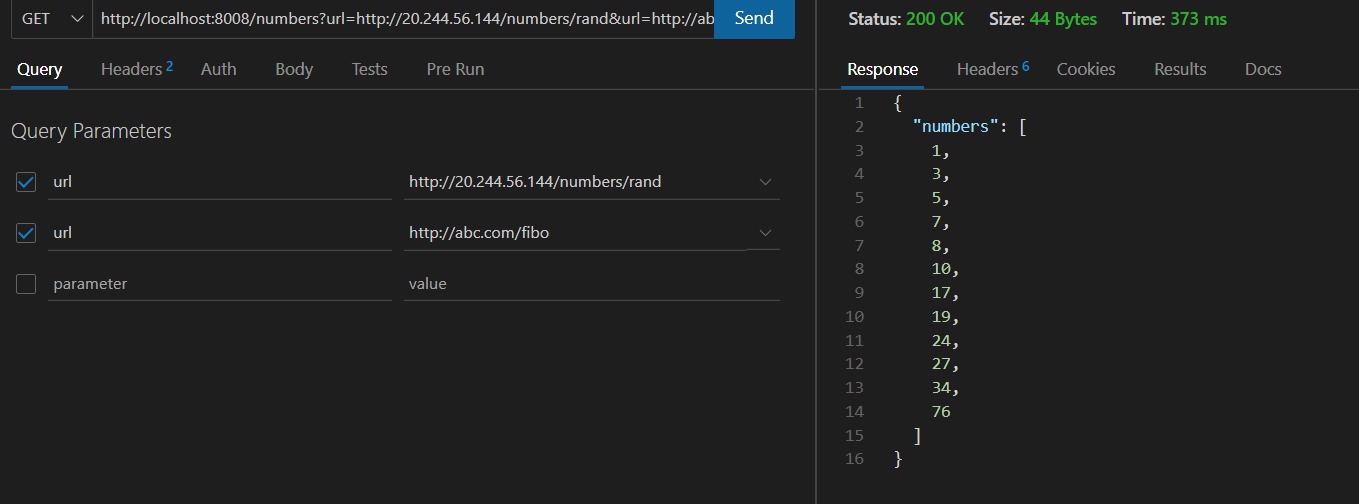 GET http://localhost:8008/numbers?url=http://20.244.56.144/numbers/rand&url=http://ab Send
Query Headers 2 Auth Body Tests Pre Run
Query Parameters
url http://20.244.56.144/numbers/rand
url http://abc.com/fibo
parameter value
Status: 200 OK Size: 44 Bytes Time: 373 ms
Response Headers 6 Cookies Results Docs
1 {
2 "numbers": [
3 1,
4 3,
5 5,
6 7,
7 8,
8 10,
9 17,
10 19,
11 24,
12 27,
13 34,
14 76
15 ]
16 }